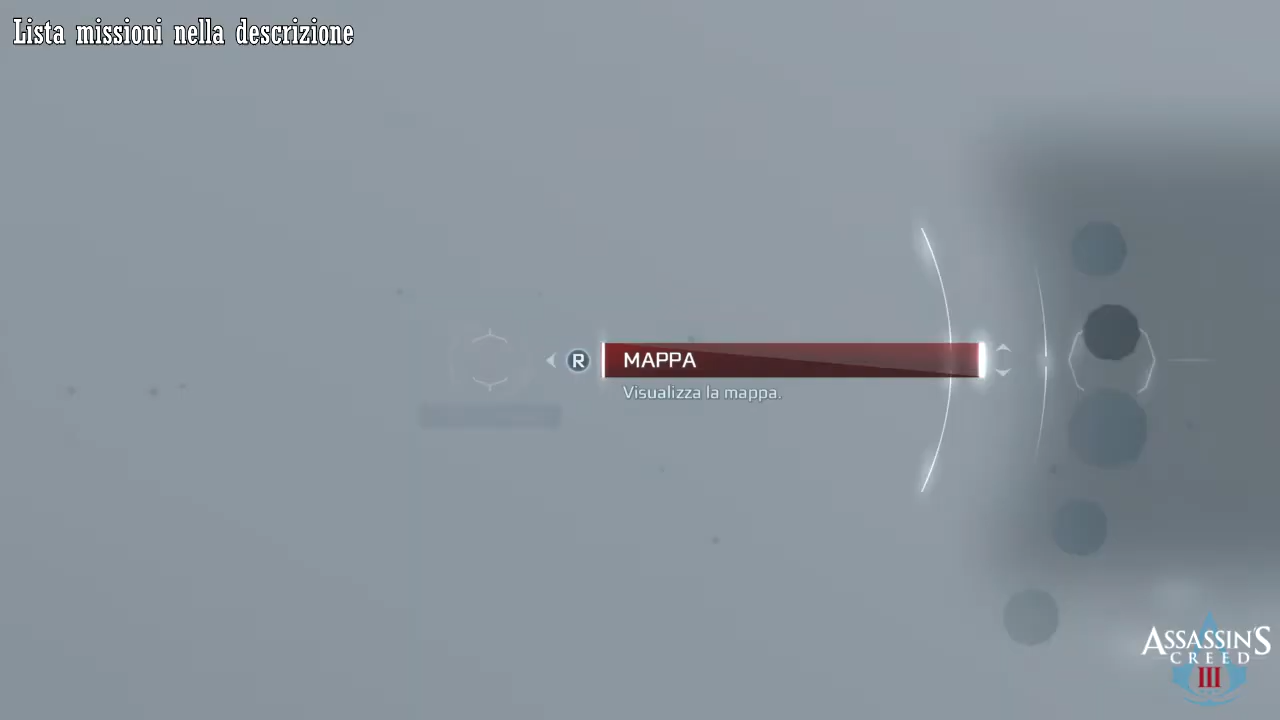 Lista missioni nella descrizione
R
MAPPA
Visualizza la mappa.
ASSASSIN'S
CREED
III